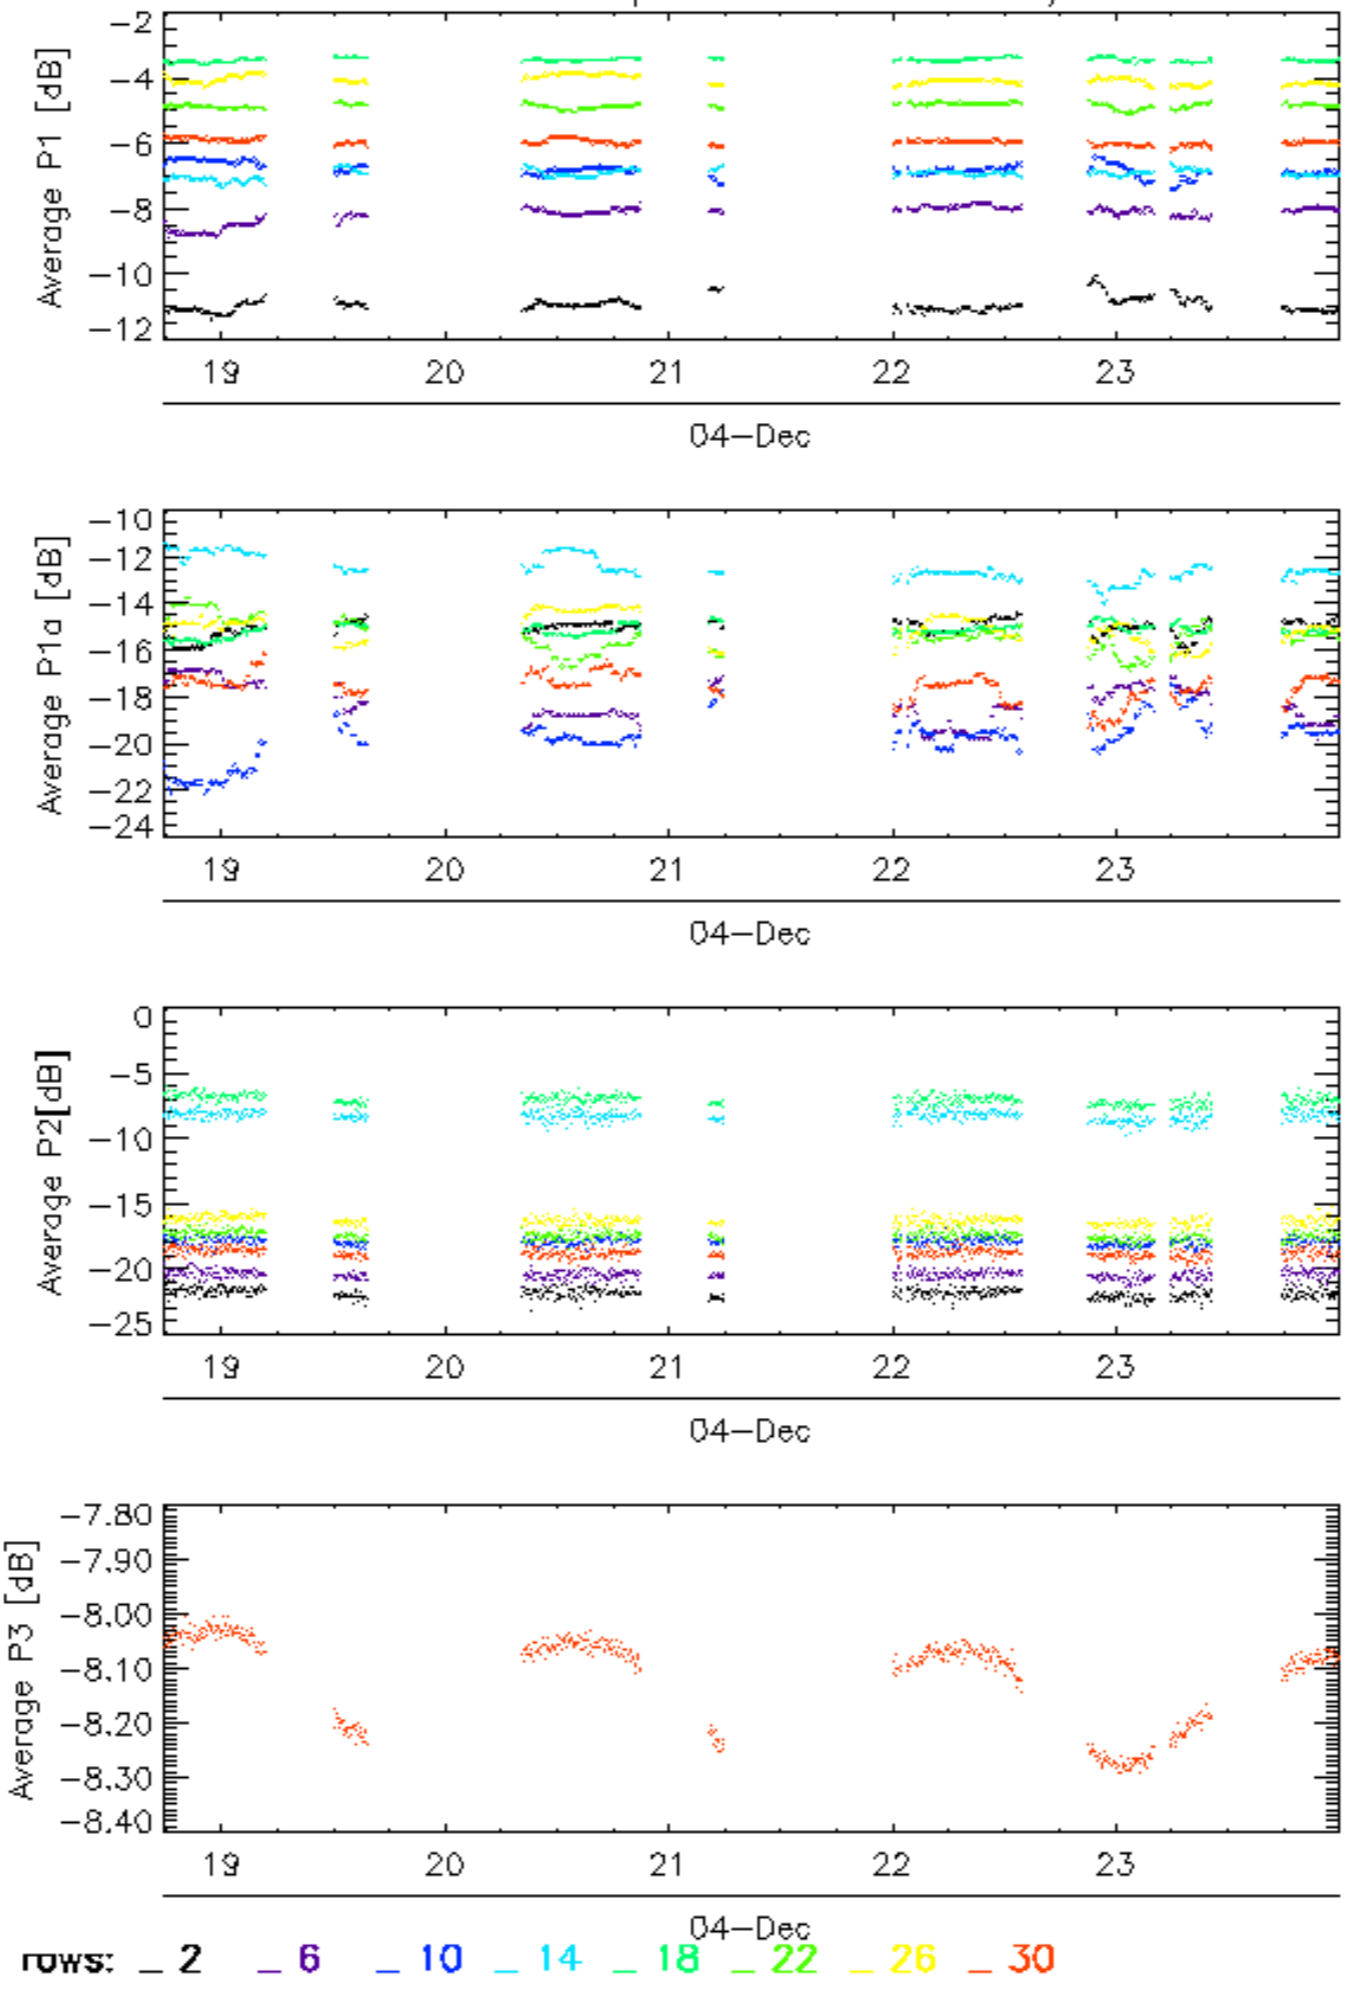 -2
-4
-6
-8
-10
-12
Average P1 [dB]
19 20 21 22 23
04-Dec
-10
-12
-14
-16
-18
-20
-22
-24
Average P1a [dB]
19 20 21 22 23
04-Dec
0
-5
-10
-15
-20
-25
Average P2[dB]
19 20 21 22 23
04-Dec
-7.80
-7.90
-8.00
-8.10
-8.20
-8.30
-8.40
Average P3 [dB]
19 20 21 22 23
04-Dec
rows: _ 2 _ 6 _ 10 _ 14 _ 18 _ 22 _ 26 _ 30